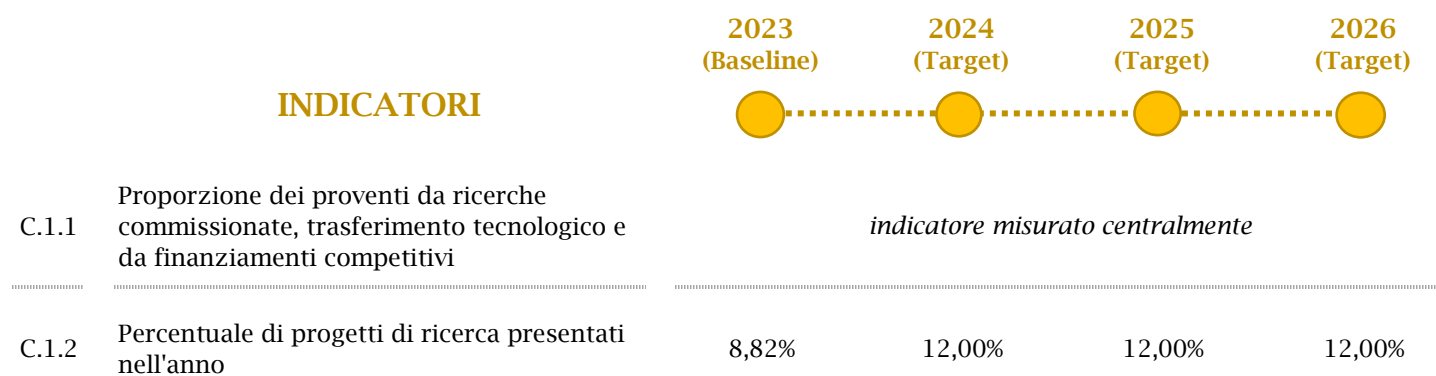 2023
(Baseline)
2024
(Target)
2025
(Target)
2026
(Target)
INDICATORI
C.1.1
Proporzione dei proventi da ricerche
commissionate, trasferimento tecnologico e
da finanziamenti competitivi
indicatore misurato centralmente
C.1.2
Percentuale di progetti di ricerca presentati
nell'anno
8,82%
12,00%
12,00%
12,00%